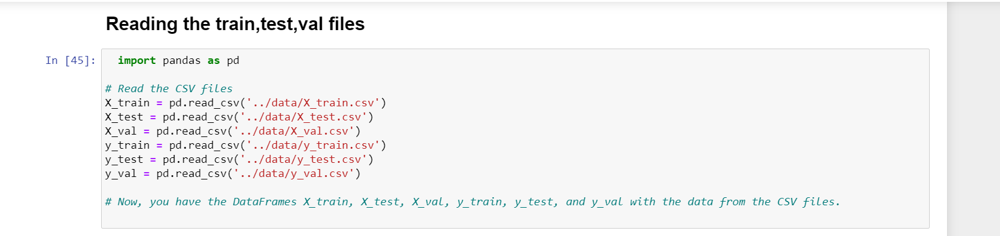 Reading the train,test,val files
In [45]: import pandas as pd
# Read the CSV files
X_train = pd.read_csv('../data/X_train.csv')
X_test = pd.read_csv('../data/X_test.csv')
X_val = pd.read_csv('../data/X_val.csv')
y_train = pd.read_csv('../data/y_train.csv')
y_test = pd.read_csv('../data/y_test.csv')
y_val = pd.read_csv('../data/y_val.csv')
# Now, you have the DataFrames X_train, X_test, X_val, y_train, y_test, and y_val with the data from the CSV files.